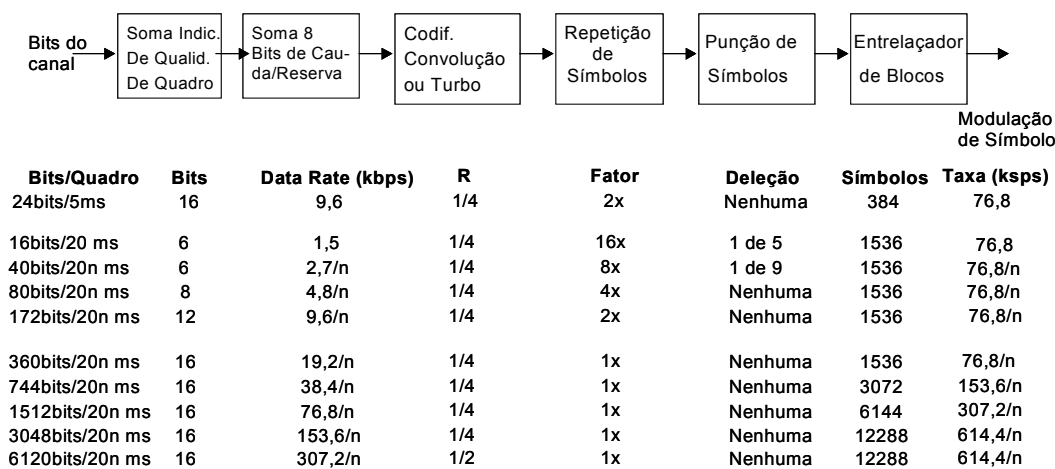 Bits do
canal
Soma Indic.
De Qualid.
De Quadro
Soma 8
Bits de Cau-
da/Reserva
Codif.
Convolução
ou Turbo
Repetição
de
Símbolos
Punção de
Símbolos
Entrelaçador
de Blocos
Modulação
de Símbolo
Bits/Quadro Bits Data Rate (kbps) R Fator Deleção Símbolos Taxa (ksps)
24bits/5ms 16 9,6 1/4 2x Nenhuma 384 76,8
16bits/20 ms 6 1,5 1/4 16x 1 de 5 1536 76,8
40bits/20n ms 6 2,7/n 1/4 8x 1 de 9 1536 76,8/n
80bits/20n ms 8 4,8/n 1/4 4x Nenhuma 1536 76,8/n
172bits/20n ms 12 9,6/n 1/4 2x Nenhuma 1536 76,8/n
360bits/20n ms 16 19,2/n 1/4 1x Nenhuma 1536 76,8/n
744bits/20n ms 16 38,4/n 1/4 1x Nenhuma 3072 153,6/n
1512bits/20n ms 16 76,8/n 1/4 1x Nenhuma 6144 307,2/n
3048bits/20n ms 16 153,6/n 1/4 1x Nenhuma 12288 614,4/n
6120bits/20n ms 16 307,2/n 1/2 1x Nenhuma 12288 614,4/n